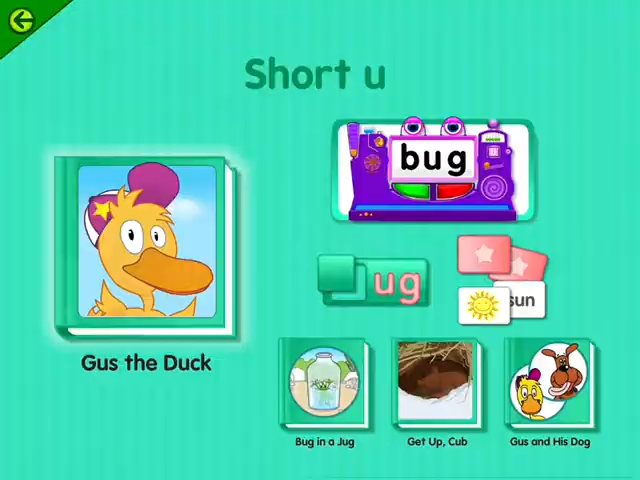 Short u
bug
Gus the Duck
ug
sun
Bug in a Jug
Get Up, Cub
Gus and His Dog